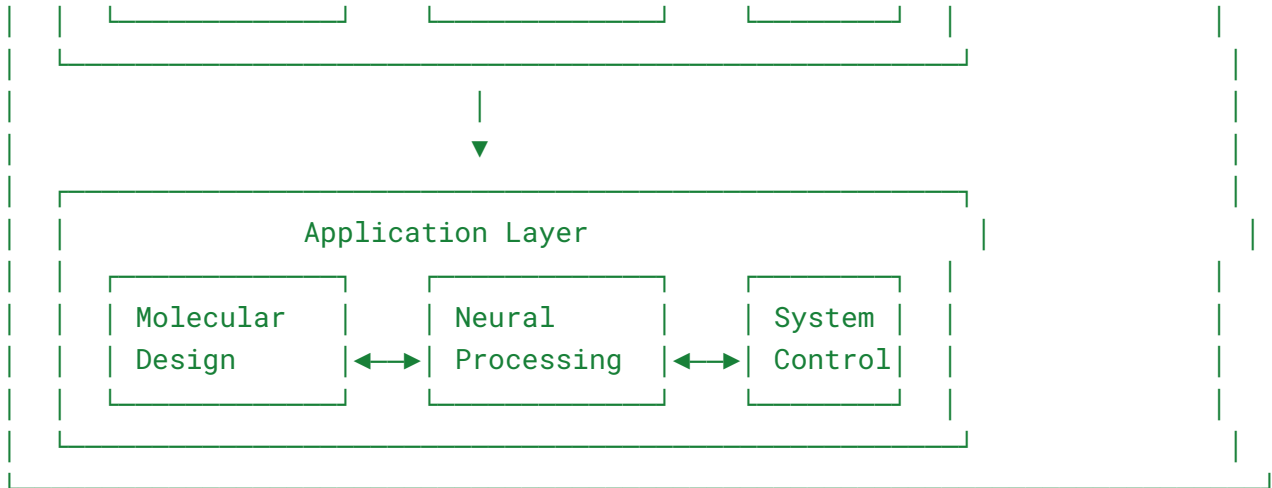 Application Layer
Molecular Neural System
Design Processing Control